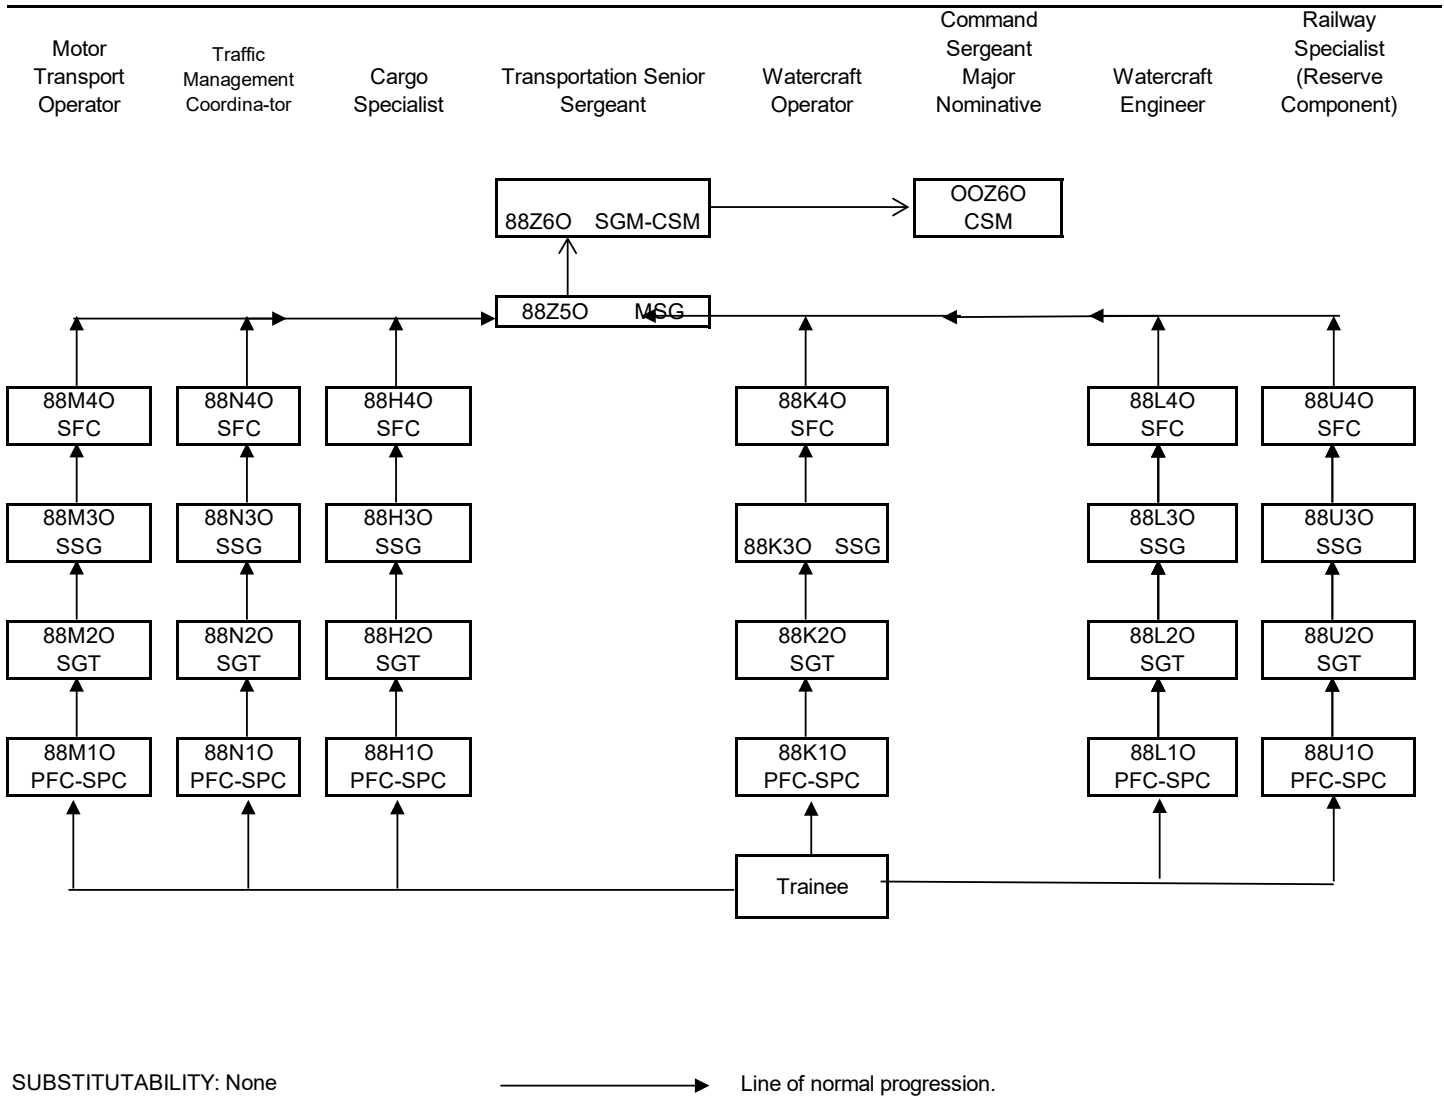 Motor
Transport
Operator
Traffic
Management
Coordina-tor
Cargo
Specialist
Transportation Senior
Sergeant
Watercraft
Operator
Command
Sergeant
Major
Nominative
Watercraft
Engineer
Railway
Specialist
(Reserve
Component)
88Z6O SGM-CSM
OOZ6O
CSM
88Z5O MSG
88M4O
SFC
88N4O
SFC
88H4O
SFC
88K4O
SFC
88L4O
SFC
88U4O
SFC
88M3O
SSG
88N3O
SSG
88H3O
SSG
88K3O SSG
88L3O
SSG
88U3O
SSG
88M2O
SGT
88N2O
SGT
88H2O
SGT
88K2O
SGT
88L2O
SGT
88U2O
SGT
88M1O
PFC-SPC
88N1O
PFC-SPC
88H1O
PFC-SPC
88K1O
PFC-SPC
88L1O
PFC-SPC
88U1O
PFC-SPC
Trainee
SUBSTITUTABILITY: None
Line of normal progression.